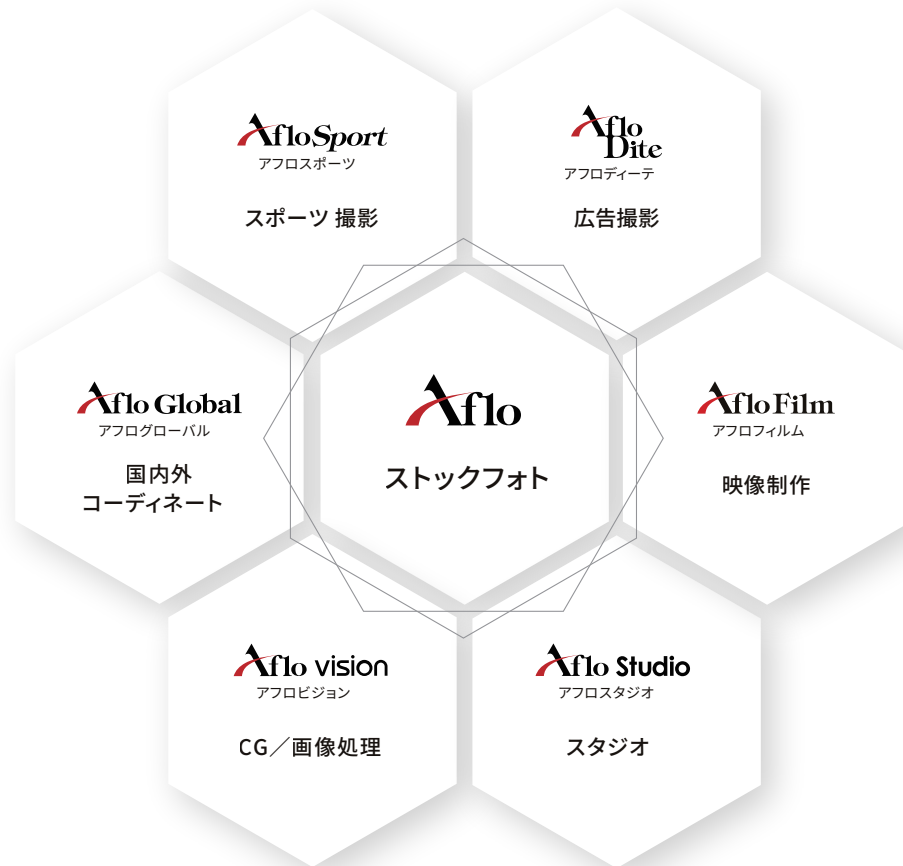 Aflo Sport
アフロスポーツ
スポーツ 撮影
Aflo
Dite
アフロディーテ
広告撮影
Aflo Global
アフログローバル
国内外
コーディネート
Aflo
ストックフォト
Aflo Film
アフロフィルム
映像制作
Aflo vision
アフロビジョン
CG／画像処理
Aflo Studio
アフロスタジオ
スタジオ